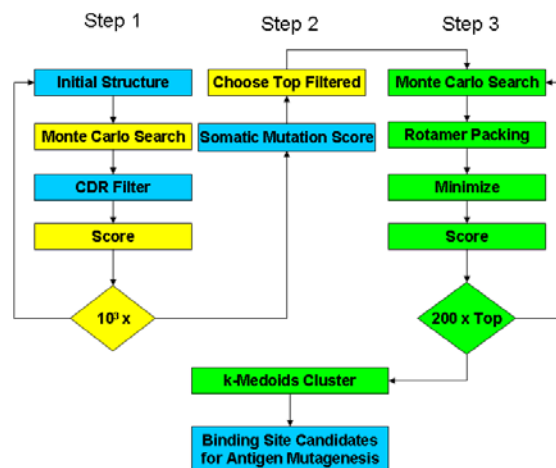 Step 1
Initial Structure
Monte Carlo Search
CDR Filter
Score
10³ x
Step 2
Choose Top Filtered
Somatic Mutation Score
Step 3
Monte Carlo Search
Rotamer Packing
Minimize
Score
200 x Top
k-Medoids Cluster
Binding Site Candidates
for Antigen Mutagenesis